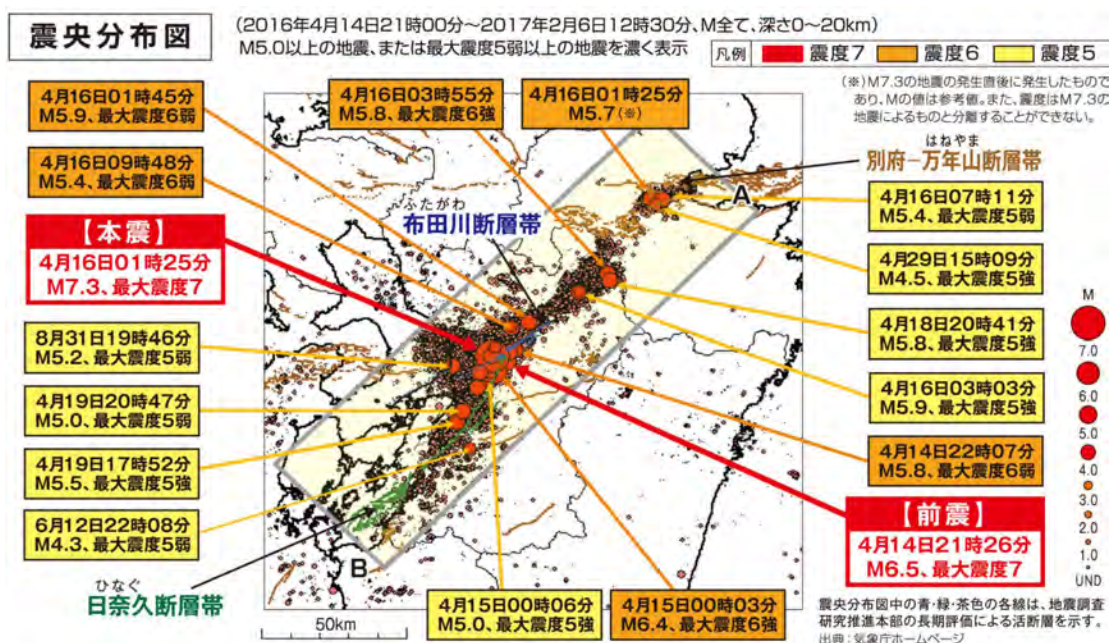 震央分布図
(2016年4月14日21時00分〜2017年2月6日12時30分、M全て、深さ0〜20km)
M5.0以上の地震、または最大震度5弱以上の地震を濃く表示
凡例 震度7 震度6 震度5
(※)M7.3の地震の発生直後に発生したもので
あり、Mの値は参考値。また、震度はM7.3の
地震によるものと分離することができない。
4月16日01時45分
M5.9、最大震度6弱
4月16日03時55分
M5.8、最大震度6強
4月16日01時25分
M5.7(※)
はねやま
別府−万年山断層帯
4月16日09時48分
M5.4、最大震度6弱
ふたがわ
布田川断層帯
A
4月16日07時11分
M5.4、最大震度5弱
【本震】
4月16日01時25分
M7.3、最大震度7
4月29日15時09分
M4.5、最大震度5強
8月31日19時46分
M5.2、最大震度5弱
4月18日20時41分
M5.8、最大震度5強
4月19日20時47分
M5.0、最大震度5弱
4月16日03時03分
M5.9、最大震度5強
4月19日17時52分
M5.5、最大震度5強
4月14日22時07分
M5.8、最大震度6弱
6月12日22時08分
M4.3、最大震度5弱
【前震】
4月14日21時26分
M6.5、最大震度7
M
7.0
6.0
5.0
4.0
3.0
2.0
1.0
UND
B
ひなぐ
日奈久断層帯
4月15日00時06分
M5.0、最大震度5強
4月15日00時03分
M6.4、最大震度6強
50km
震央分布図中の青・緑・茶色の各線は、地震調査
研究推進本部の長期評価による活断層を示す。
出典：気象庁ホームページ